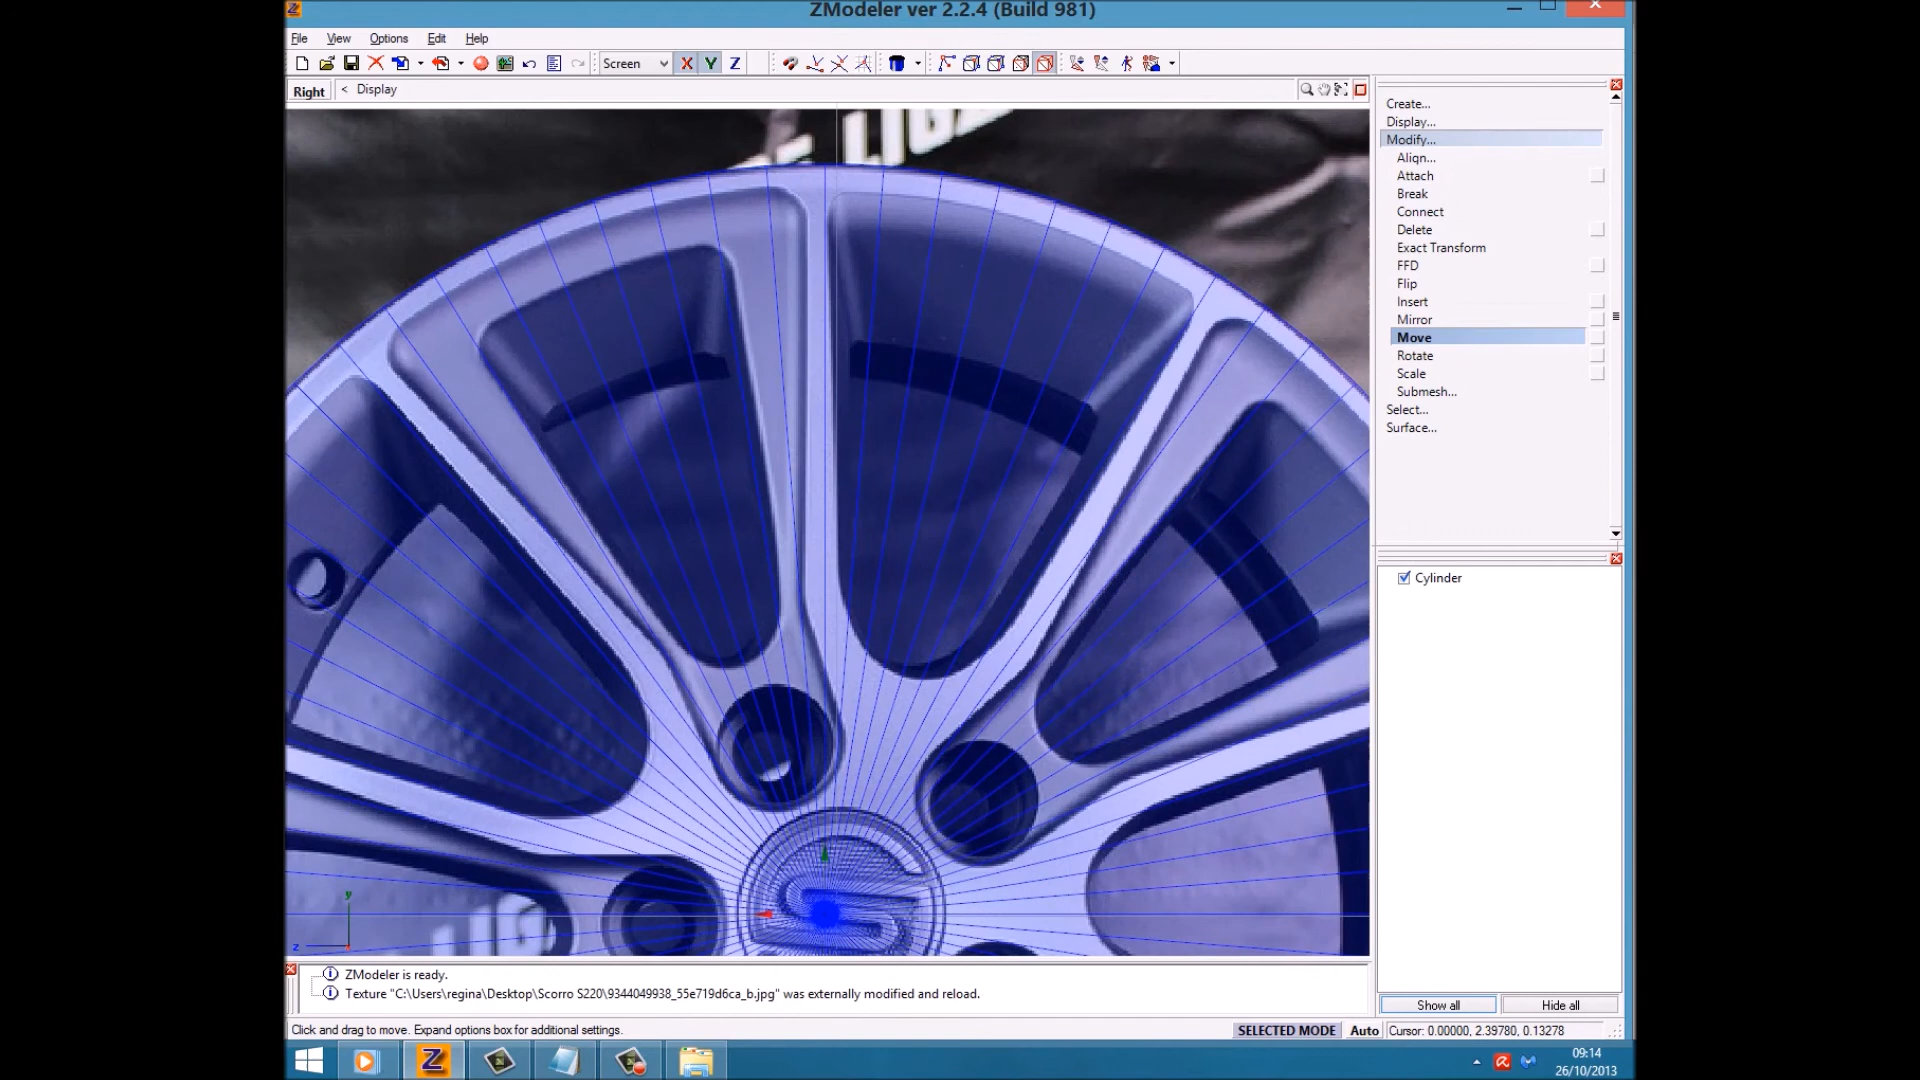 ZModeler ver 2.2.4 (Build 981)
File View Options Edit Help
Screen X Y Z
Right < Display
Create...
Display...
Modify...
Align...
Attach
Break
Connect
Delete
Exact Transform
FFD
Flip
Insert
Mirror
Move
Rotate
Scale
Submesh...
Select...
Surface...
Cylinder
y
z
ZModeler is ready.
Texture "C:\Users\regina\Desktop\Scorro S220\9344049938_55e719d6ca_b.jpg" was externally modified and reload.
Show all Hide all
Click and drag to move. Expand options box for additional settings.
SELECTED MODE Auto Cursor: 0.00000, 2.39780, 0.13278
09:14
26/10/2013